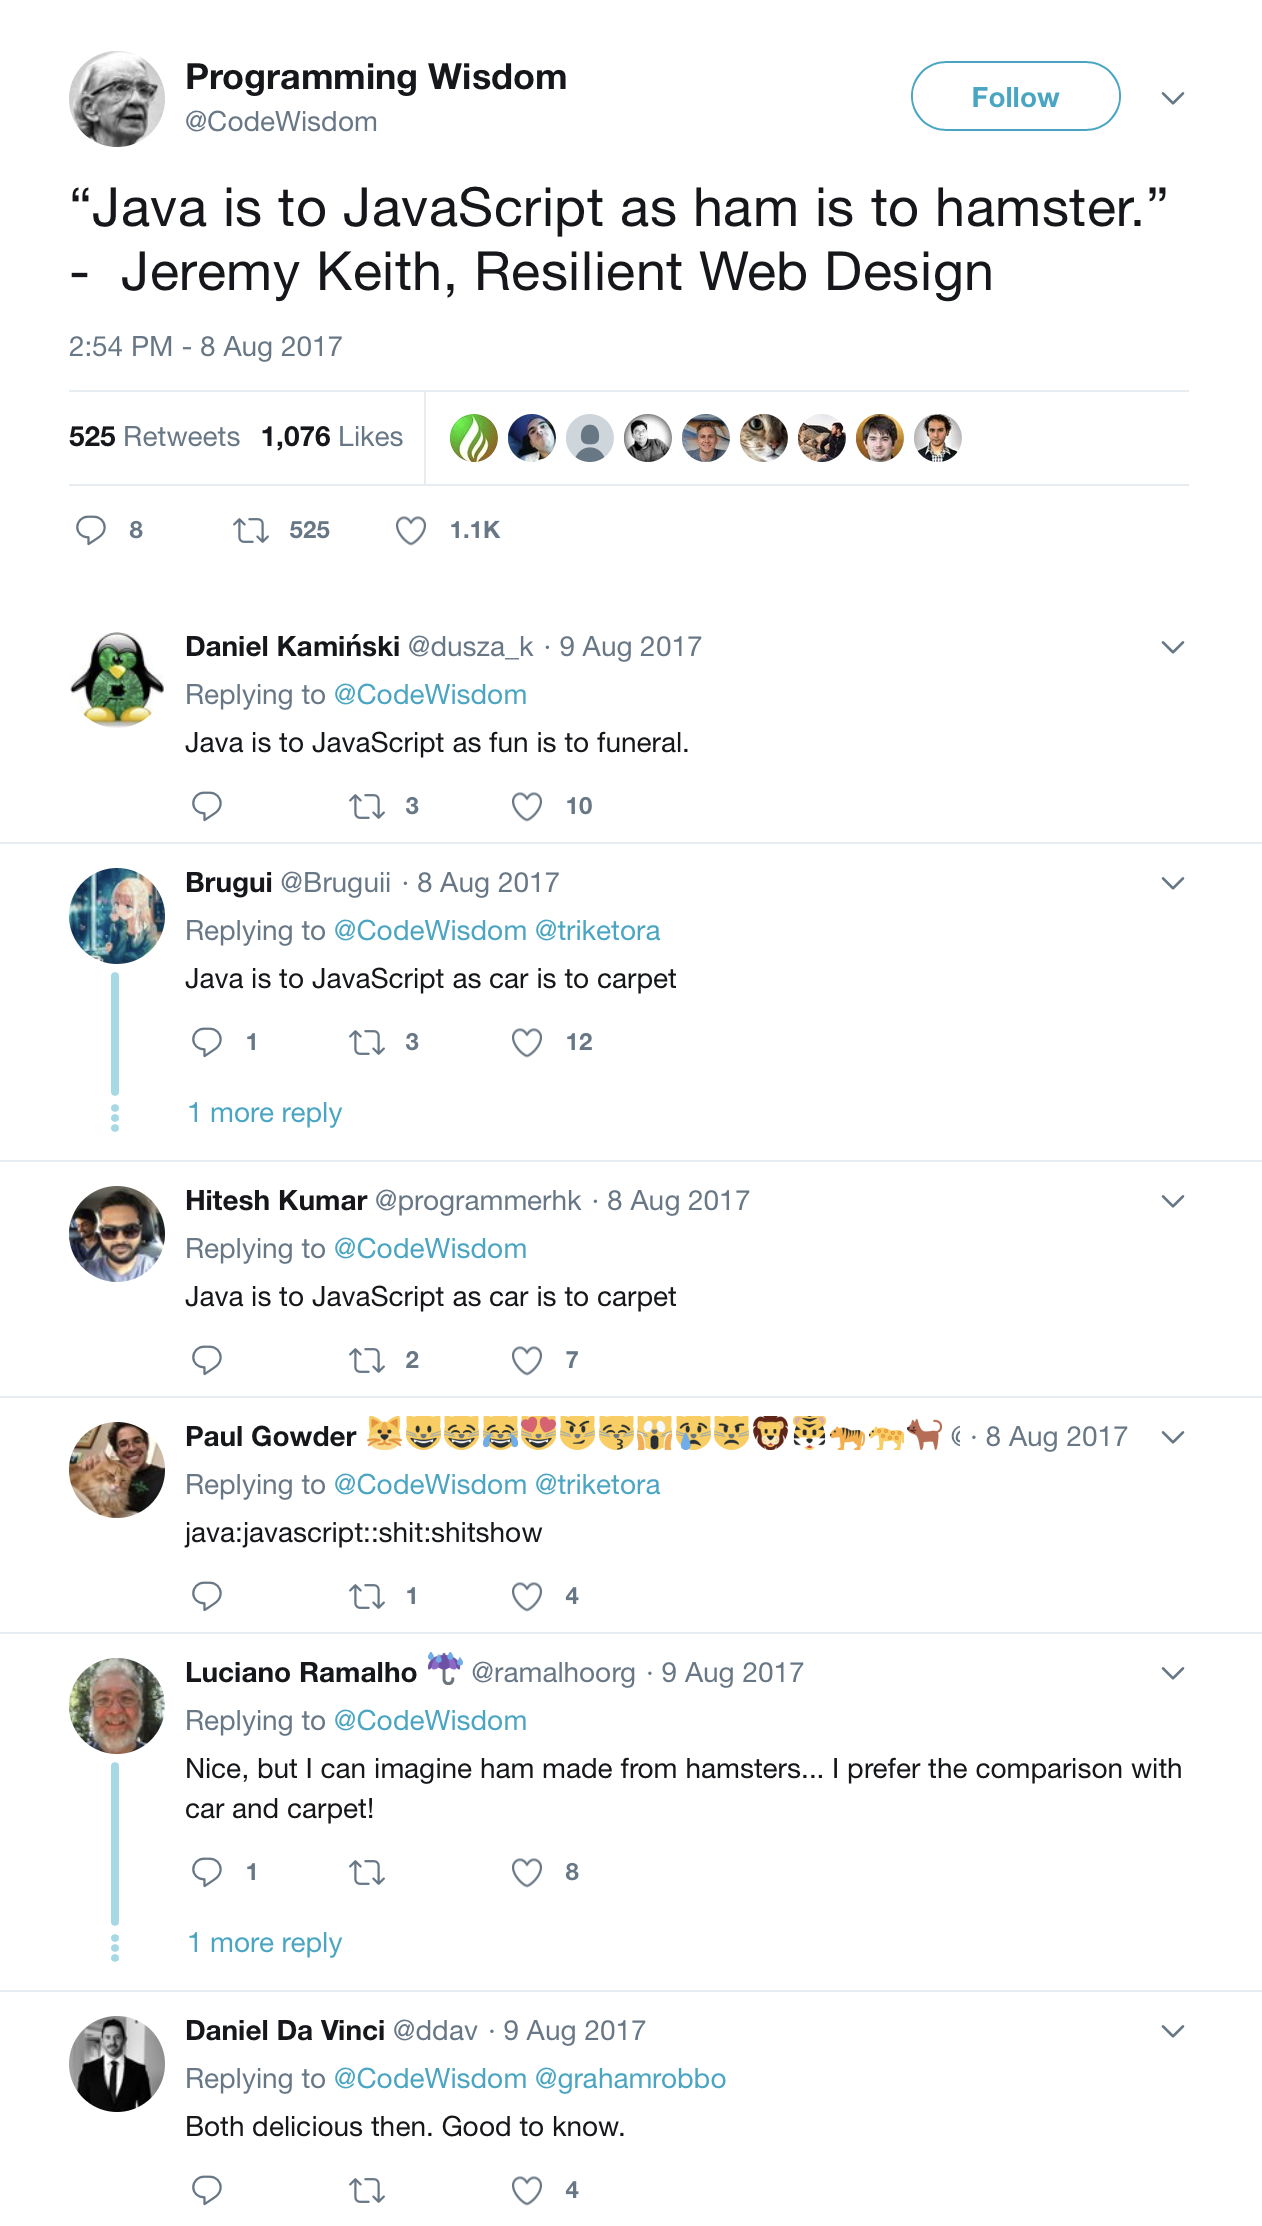 Programming Wisdom
@CodeWisdom
Follow
“Java is to JavaScript as ham is to hamster.”
- Jeremy Keith, Resilient Web Design
2:54 PM - 8 Aug 2017
525 Retweets 1,076 Likes
8 525 1.1K
Daniel Kamiński @dusza_k · 9 Aug 2017
Replying to @CodeWisdom
Java is to JavaScript as fun is to funeral.
3 10
Brugui @Bruguii · 8 Aug 2017
Replying to @CodeWisdom @triketora
Java is to JavaScript as car is to carpet
1 3 12
1 more reply
Hitesh Kumar @programmerhk · 8 Aug 2017
Replying to @CodeWisdom
Java is to JavaScript as car is to carpet
2 7
Paul Gowder 🐱😺😸😹😻😼😽🙀😿😾🦁🐯🐅🐆🐈 · 8 Aug 2017
Replying to @CodeWisdom @triketora
java:javascript::shit:shitshow
1 4
Luciano Ramalho ☔ @ramalhoorg · 9 Aug 2017
Replying to @CodeWisdom
Nice, but I can imagine ham made from hamsters... I prefer the comparison with
car and carpet!
1 8
1 more reply
Daniel Da Vinci @ddav · 9 Aug 2017
Replying to @CodeWisdom @grahamrobbo
Both delicious then. Good to know.
4